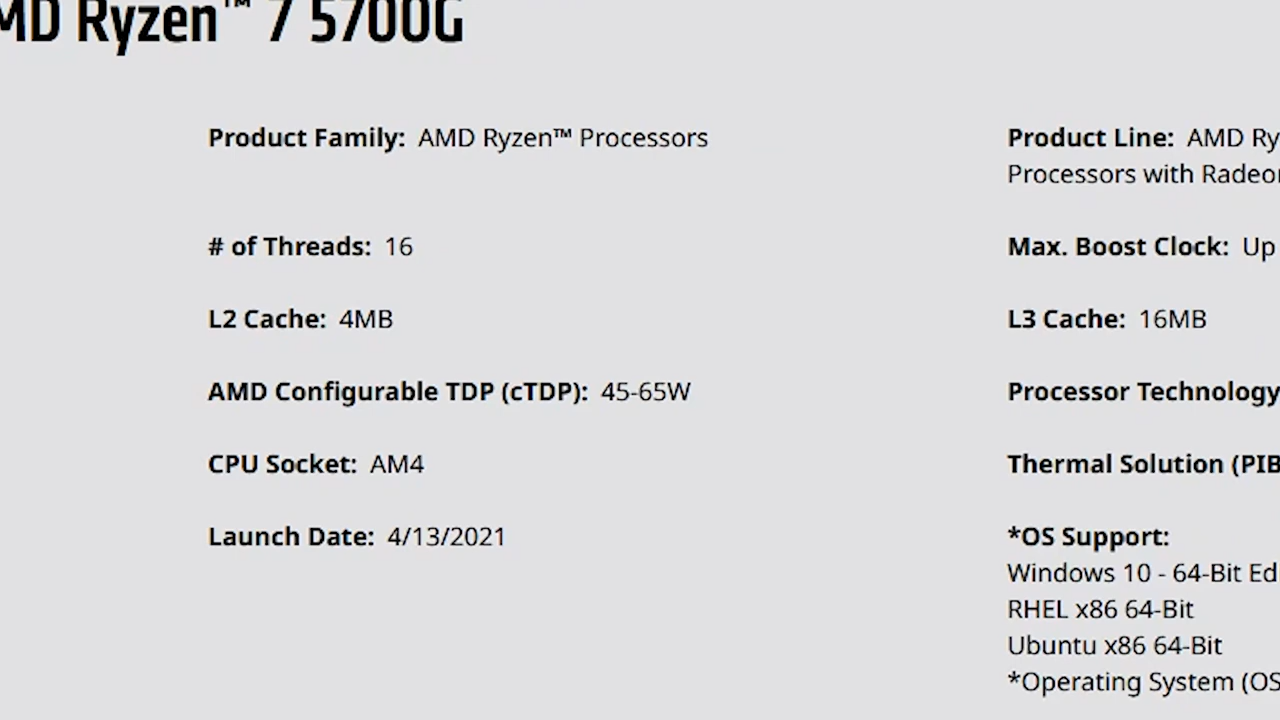 MD Ryzen™ 7 5700G
Product Family: AMD Ryzen™ Processors
Product Line: AMD Ry
Processors with Radeon
# of Threads: 16
Max. Boost Clock: Up
L2 Cache: 4MB
L3 Cache: 16MB
AMD Configurable TDP (cTDP): 45-65W
Processor Technology
CPU Socket: AM4
Thermal Solution (PIB
Launch Date: 4/13/2021
*OS Support:
Windows 10 - 64-Bit Ed
RHEL x86 64-Bit
Ubuntu x86 64-Bit
*Operating System (OS